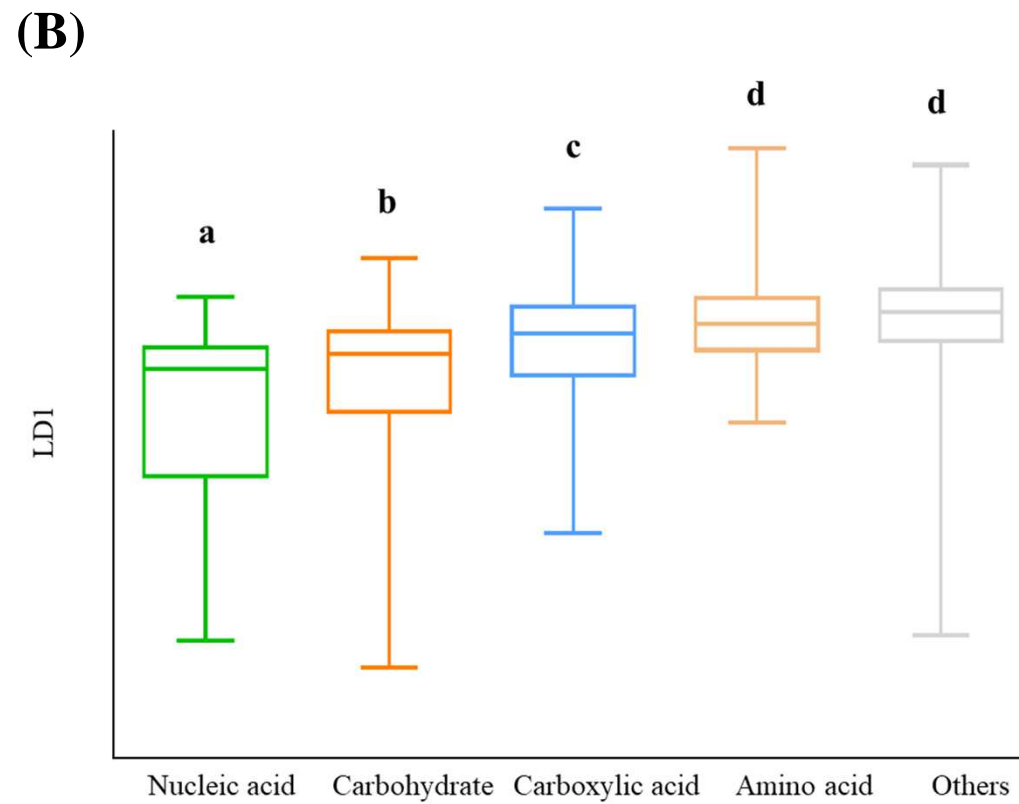 (B)
d
d
c
b
a
LD1
Nucleic acid Carbohydrate Carboxylic acid Amino acid Others